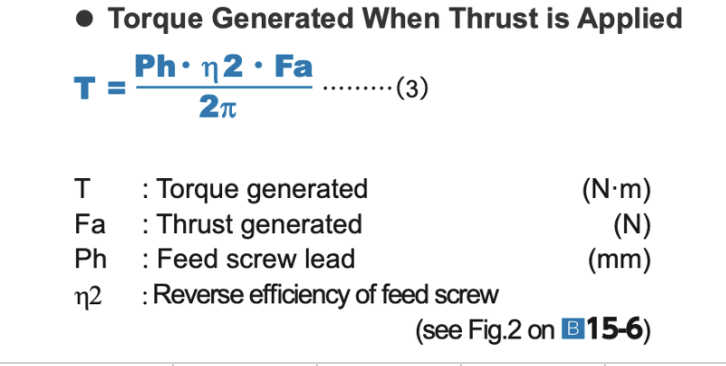 ● Torque Generated When Thrust is Applied
T = Ph· η2 · Fa / 2π ·········(3)
T : Torque generated (N·m)
Fa : Thrust generated (N)
Ph : Feed screw lead (mm)
η2 : Reverse efficiency of feed screw
(see Fig.2 on B15-6)